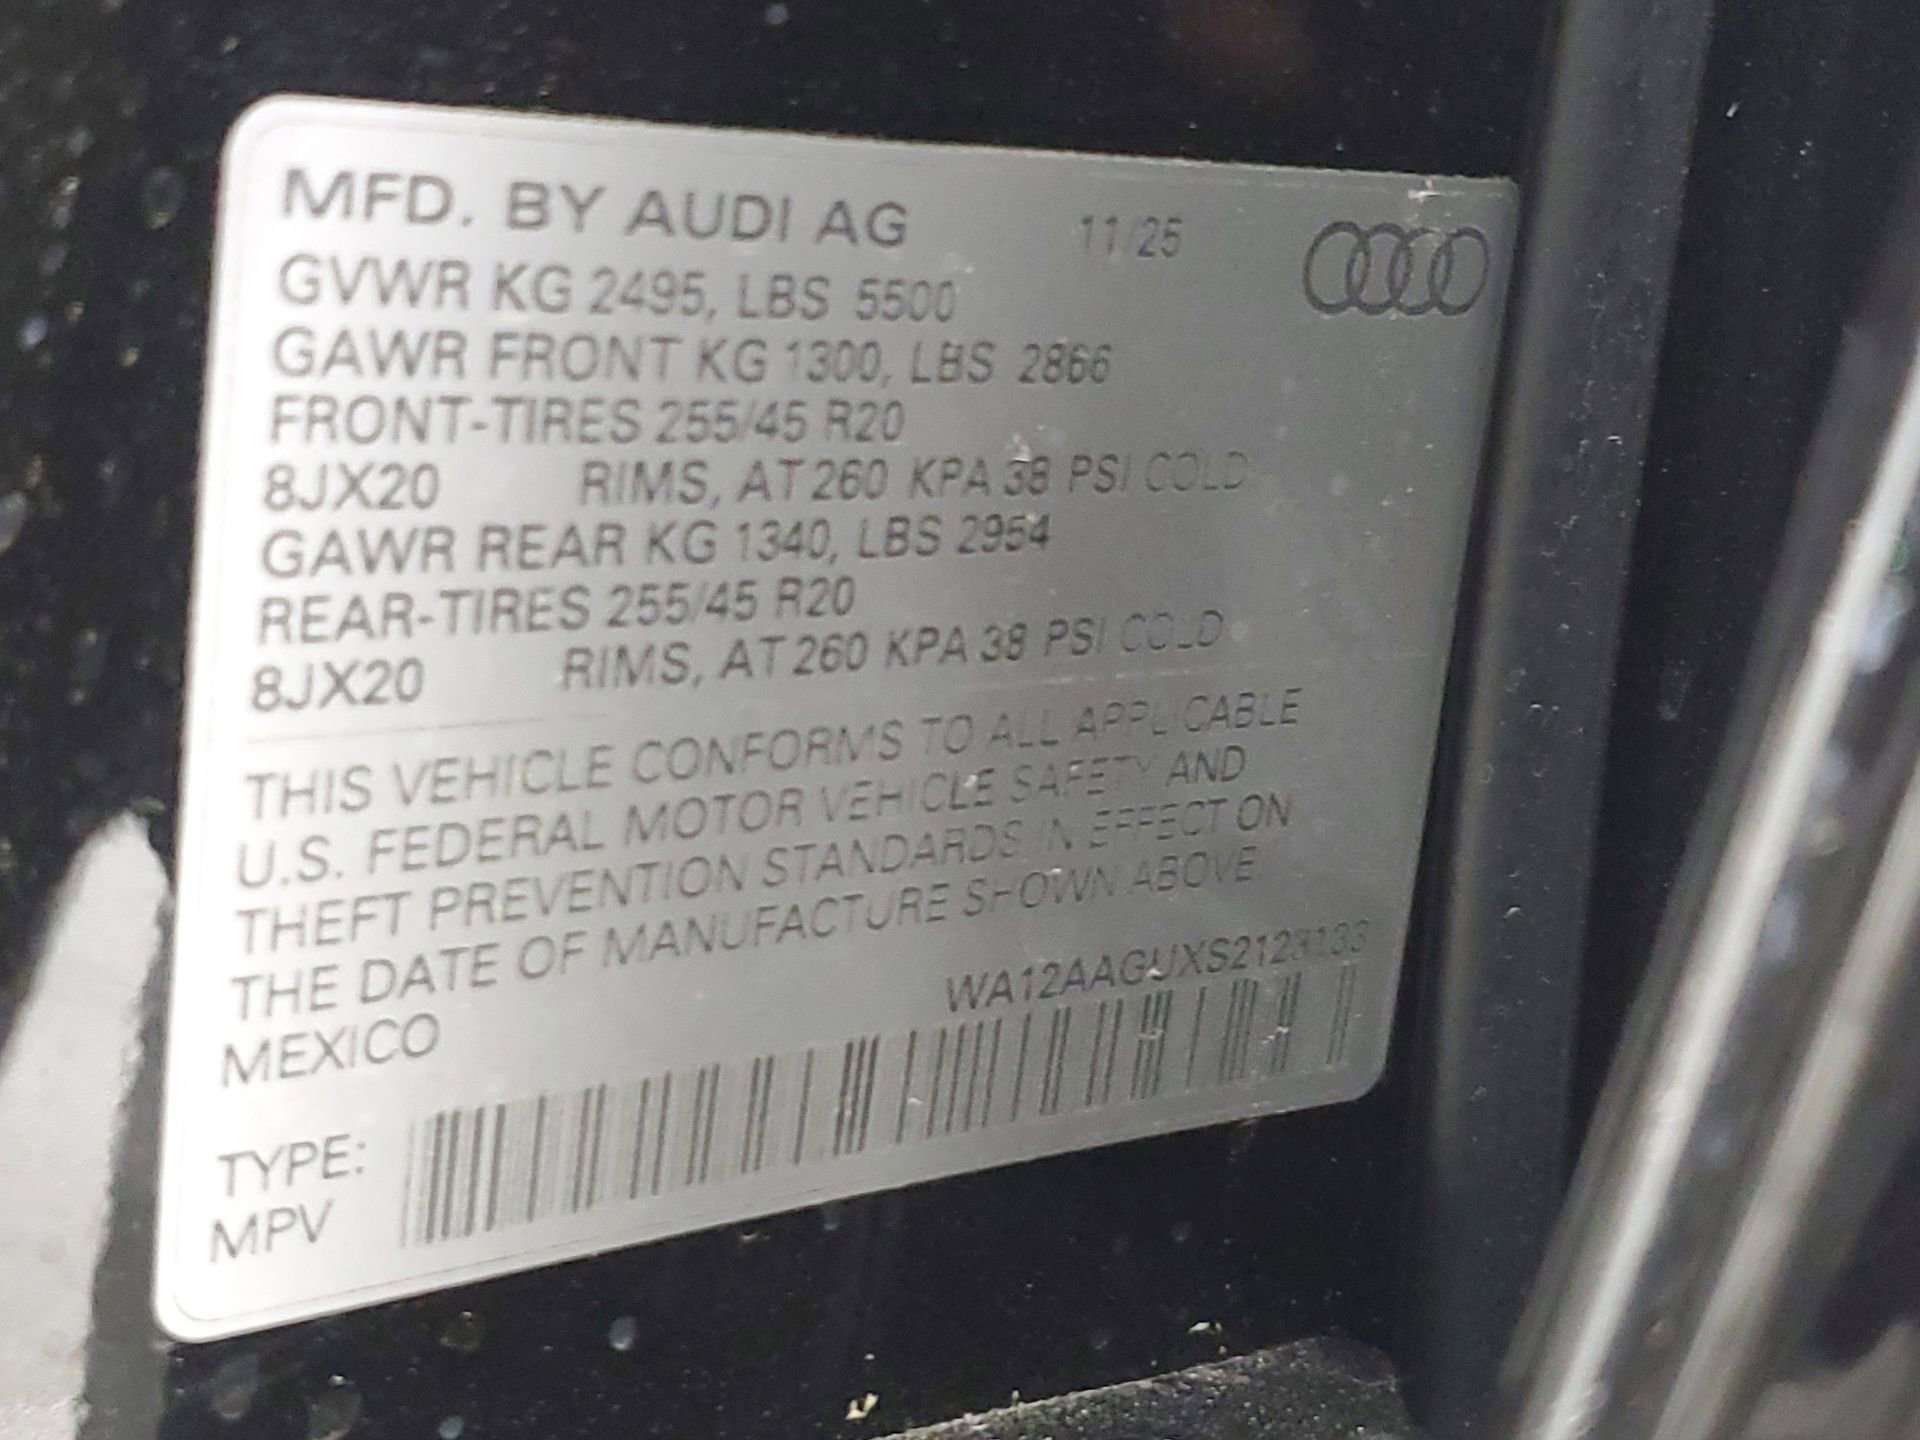 MFD. BY AUDI AG 11/25
GVWR KG 2495, LBS 5500
GAWR FRONT KG 1300, LBS 2866
FRONT-TIRES 255/45 R20
8JX20 RIMS, AT 260 KPA 38 PSI COLD
GAWR REAR KG 1340, LBS 2954
REAR-TIRES 255/45 R20
8JX20 RIMS, AT 260 KPA 38 PSI COLD
THIS VEHICLE CONFORMS TO ALL APPLICABLE
U.S. FEDERAL MOTOR VEHICLE SAFETY AND
THEFT PREVENTION STANDARDS IN EFFECT ON
THE DATE OF MANUFACTURE SHOWN ABOVE
MEXICO WA12AAGUXS2123133
TYPE:
MPV